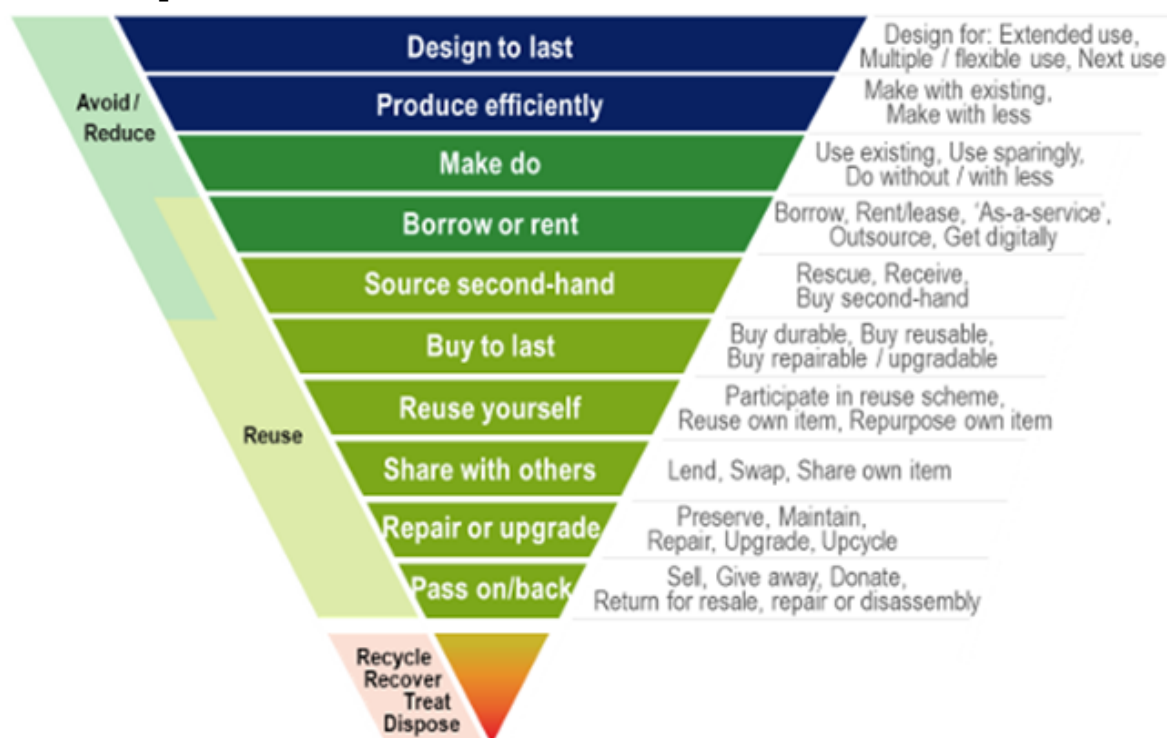 Design to last
Design for: Extended use,
Multiple / flexible use, Next use
Avoid /
Reduce
Produce efficiently
Make with existing,
Make with less
Make do
Use existing, Use sparingly,
Do without / with less
Borrow or rent
Borrow, Rent/lease, ‘As-a-service’,
Outsource, Get digitally
Source second-hand
Rescue, Receive,
Buy second-hand
Buy to last
Buy durable, Buy reusable,
Buy repairable / upgradable
Reuse
Reuse yourself
Participate in reuse scheme,
Reuse own item, Repurpose own item
Share with others
Lend, Swap, Share own item
Repair or upgrade
Preserve, Maintain,
Repair, Upgrade, Upcycle
Pass on/back
Sell, Give away, Donate,
Return for resale, repair or disassembly
Recycle
Recover
Treat
Dispose